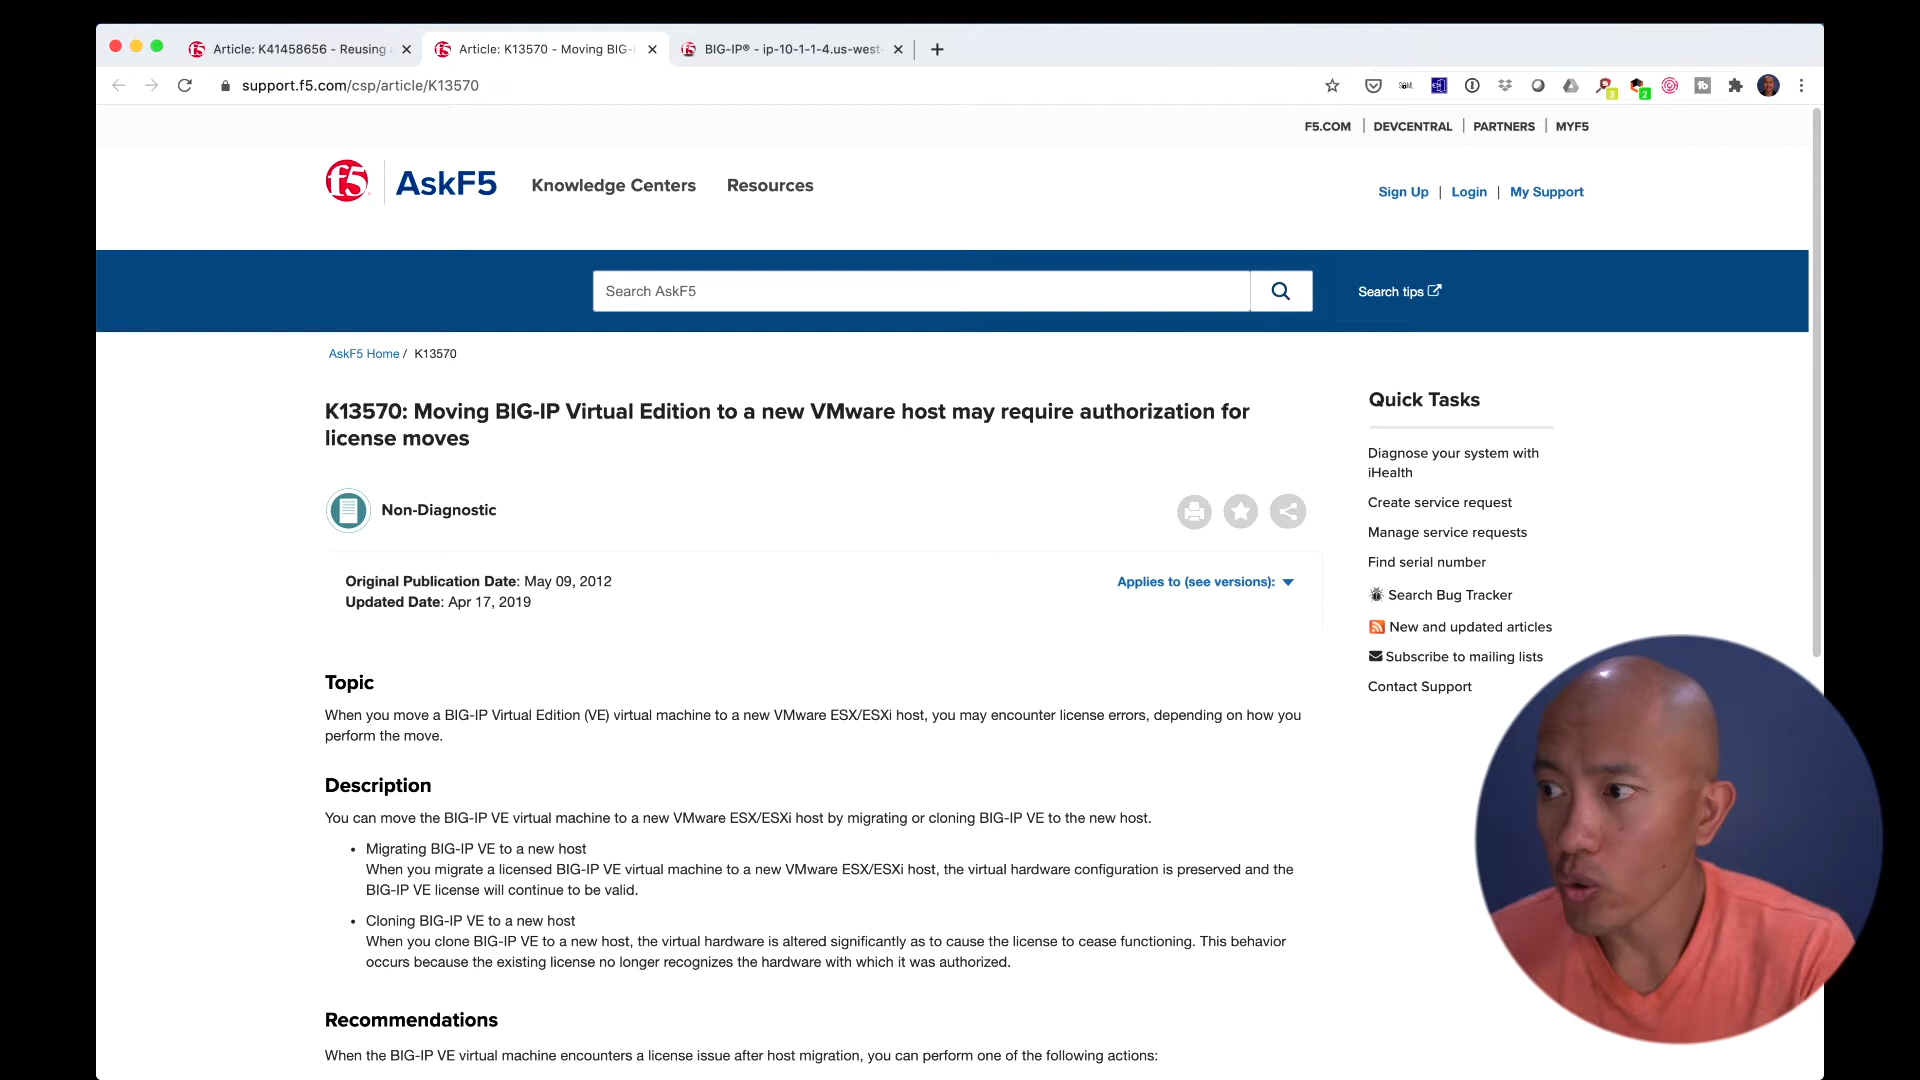 Article: K41458656 - Reusing
Article: K13570 - Moving BIG-I
BIG-IP® - ip-10-1-1-4.us-west-
support.f5.com/csp/article/K13570
F5.COM | DEVCENTRAL | PARTNERS | MYF5
f5 AskF5 Knowledge Centers Resources
Sign Up | Login | My Support
Search AskF5
Search tips
AskF5 Home / K13570
K13570: Moving BIG-IP Virtual Edition to a new VMware host may require authorization for
license moves
Non-Diagnostic
Original Publication Date: May 09, 2012
Updated Date: Apr 17, 2019
Applies to (see versions):
Topic
When you move a BIG-IP Virtual Edition (VE) virtual machine to a new VMware ESX/ESXi host, you may encounter license errors, depending on how you
perform the move.
Description
You can move the BIG-IP VE virtual machine to a new VMware ESX/ESXi host by migrating or cloning BIG-IP VE to the new host.
• Migrating BIG-IP VE to a new host
When you migrate a licensed BIG-IP VE virtual machine to a new VMware ESX/ESXi host, the virtual hardware configuration is preserved and the
BIG-IP VE license will continue to be valid.
• Cloning BIG-IP VE to a new host
When you clone BIG-IP VE to a new host, the virtual hardware is altered significantly as to cause the license to cease functioning. This behavior
occurs because the existing license no longer recognizes the hardware with which it was authorized.
Recommendations
When the BIG-IP VE virtual machine encounters a license issue after host migration, you can perform one of the following actions:
Quick Tasks
Diagnose your system with
iHealth
Create service request
Manage service requests
Find serial number
Search Bug Tracker
New and updated articles
Subscribe to mailing lists
Contact Support